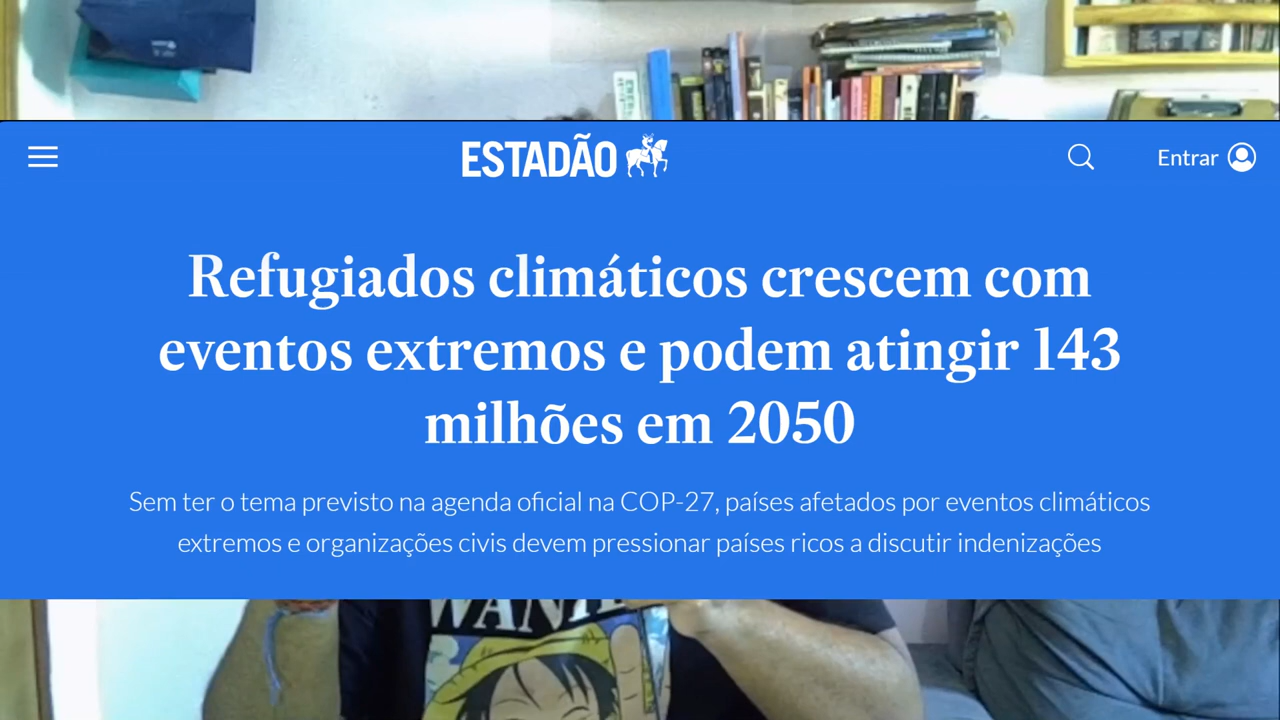 ESTADÃO
Entrar
Refugiados climáticos crescem com
eventos extremos e podem atingir 143
milhões em 2050
Sem ter o tema previsto na agenda oficial na COP-27, países afetados por eventos climáticos
extremos e organizações civis devem pressionar países ricos a discutir indenizações